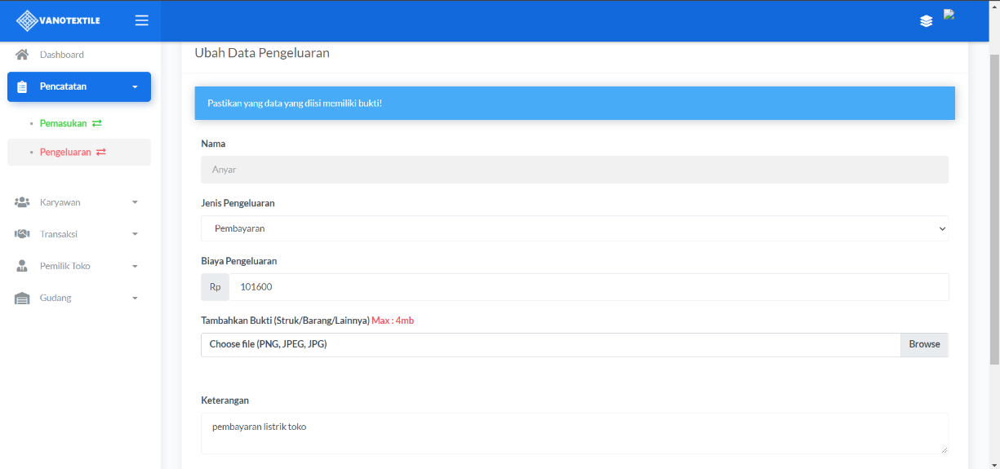 VANOTEXTILE
Dashboard
Pencatatan
Pemasukan
Pengeluaran
Karyawan
Transaksi
Pemilik Toko
Gudang
Ubah Data Pengeluaran
Pastikan yang data yang diisi memiliki bukti!
Nama
Anyar
Jenis Pengeluaran
Pembayaran
Biaya Pengeluaran
Rp 101600
Tambahkan Bukti (Struk/Barang/Lainnya) Max : 4mb
Choose file (PNG, JPEG, JPG) Browse
Keterangan
pembayaran listrik toko